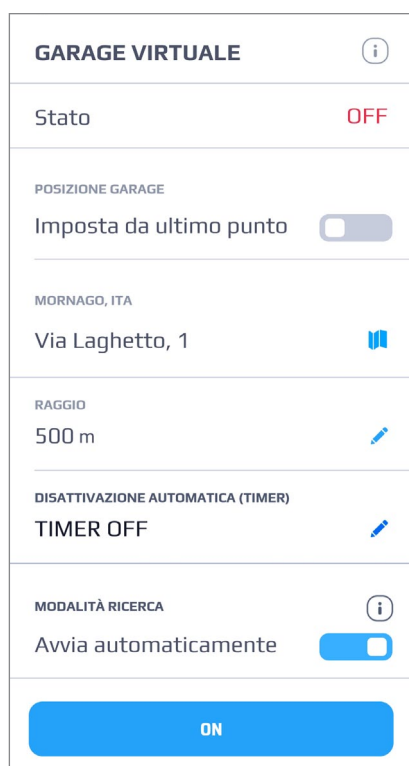 GARAGE VIRTUALE
Stato OFF
POSIZIONE GARAGE
Imposta da ultimo punto
MORNAGO, ITA
Via Laghetto, 1
RAGGIO
500 m
DISATTIVAZIONE AUTOMATICA (TIMER)
TIMER OFF
MODALITÀ RICERCA
Avvia automaticamente
ON